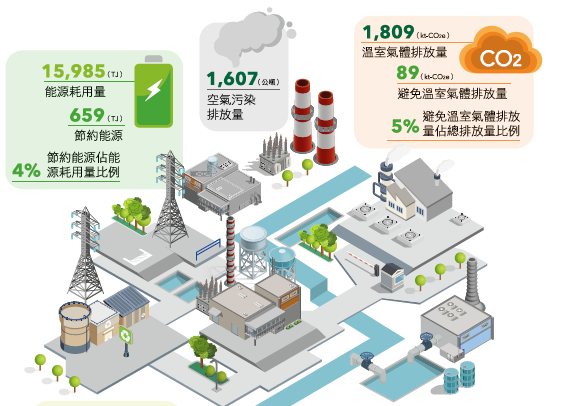 15,985 (TJ)
能源耗用量
659 (TJ)
節約能源
節約能源佔能
4% 源耗用量比例
1,607 (公噸)
空氣污染
排放量
1,809 (kt-CO₂e)
溫室氣體排放量
89 (kt-CO₂e)
避免溫室氣體排放量
避免溫室氣體排放
5% 量佔總排放量比例
CO2